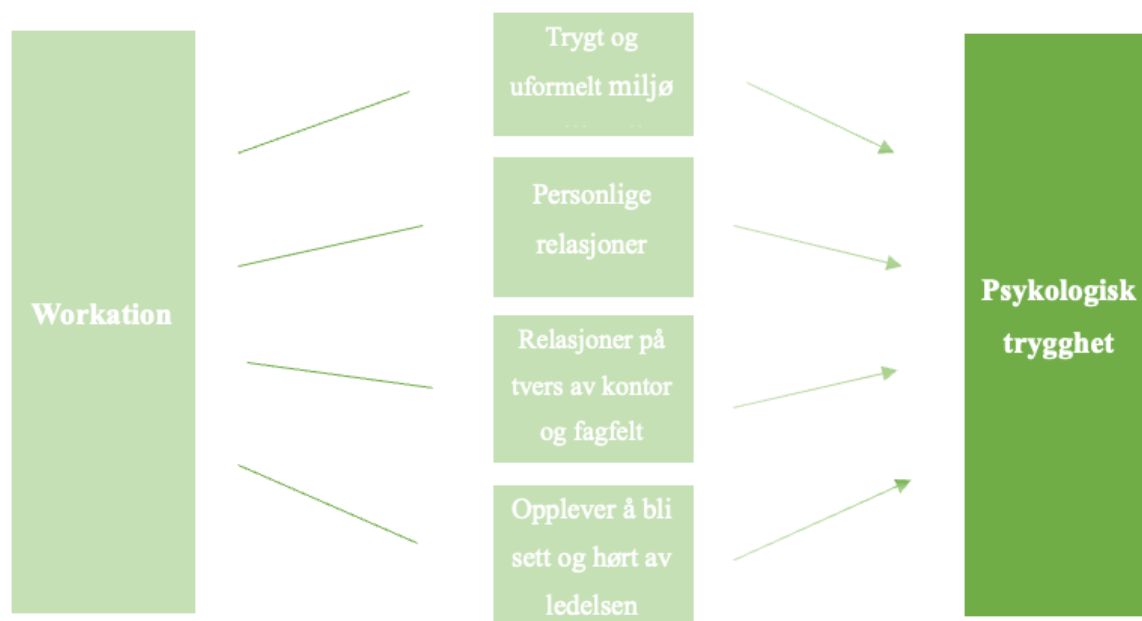 Workation
Trygt og
uformelt miljø
Personlige
relasjoner
Relasjoner på
tvers av kontor
og fagfelt
Opplever å bli
sett og hørt av
ledelsen
Psykologisk
trygghet